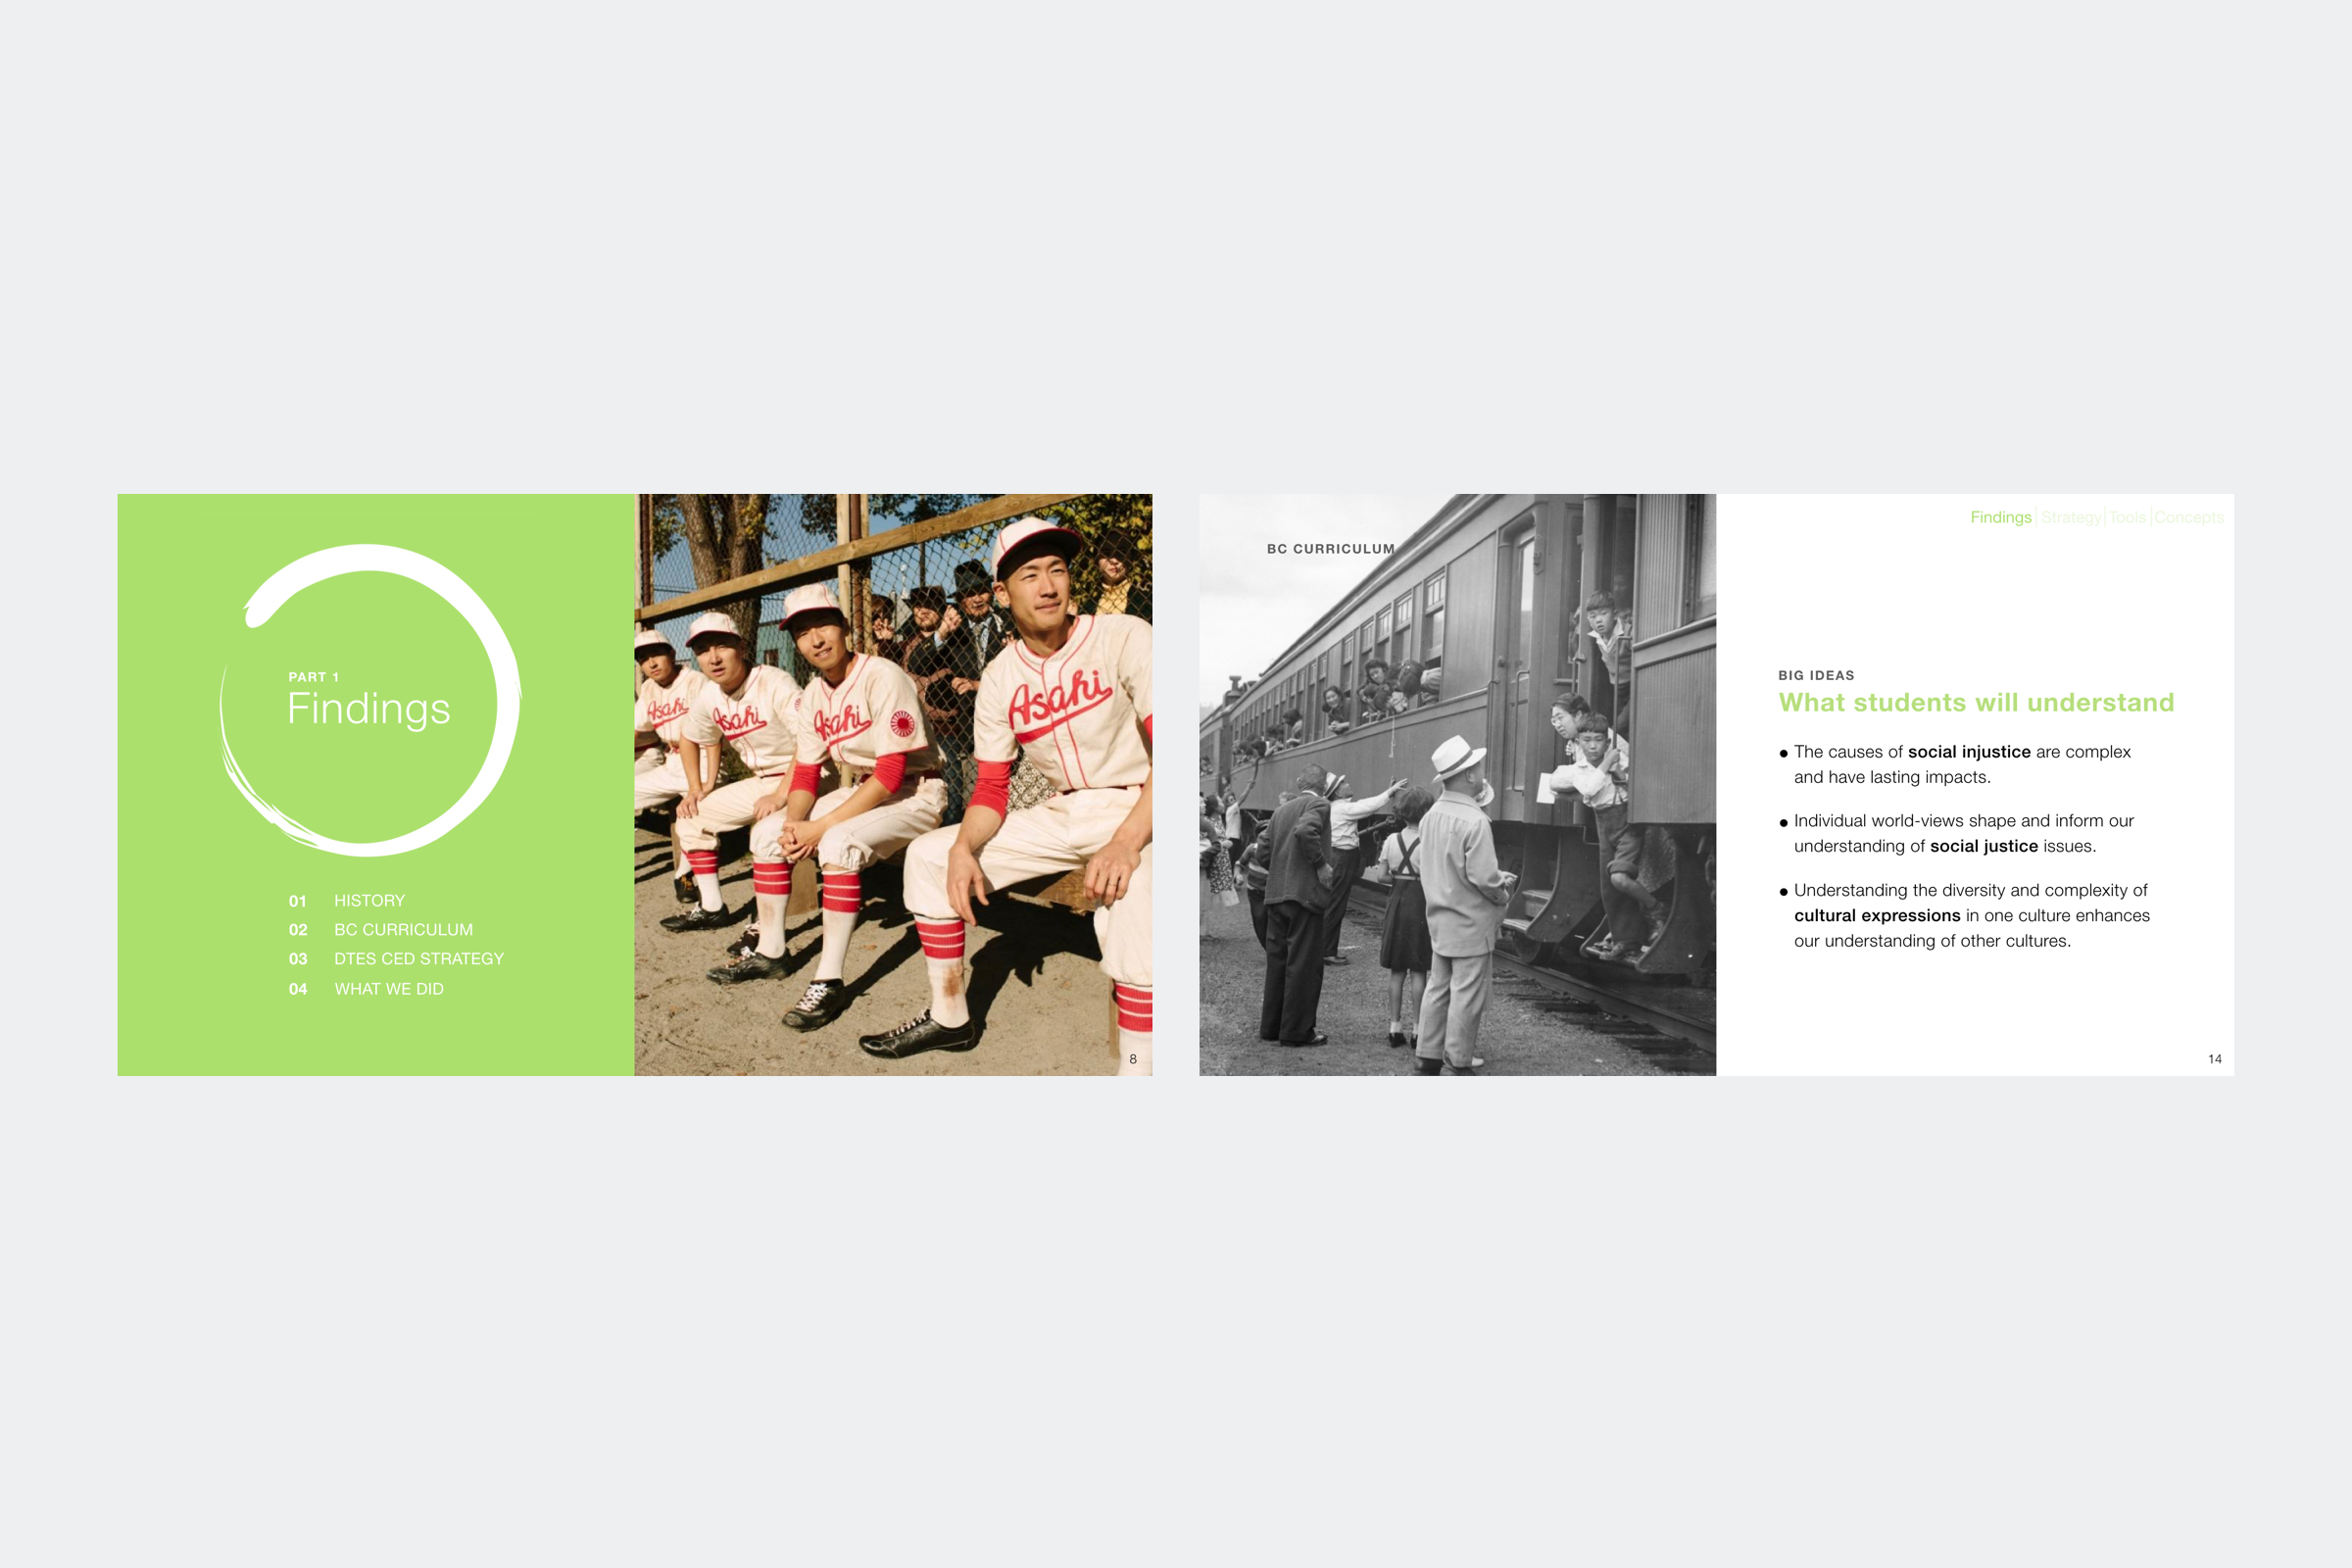 PART 1
Findings
01 HISTORY
02 BC CURRICULUM
03 DTES CED STRATEGY
04 WHAT WE DID
Asahi
Asahi
Asahi
Asahi
8
BC CURRICULUM
Findings | Strategy | Tools | Concepts
BIG IDEAS
What students will understand
• The causes of social injustice are complex
and have lasting impacts.
• Individual world-views shape and inform our
understanding of social justice issues.
• Understanding the diversity and complexity of
cultural expressions in one culture enhances
our understanding of other cultures.
14